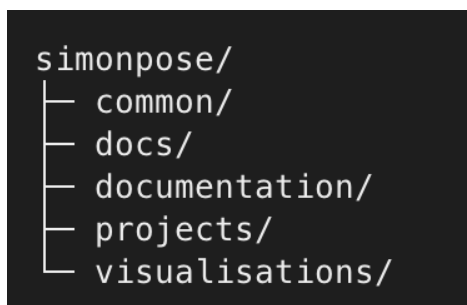 simonpose/
├─ common/
├─ docs/
├─ documentation/
├─ projects/
└─ visualisations/